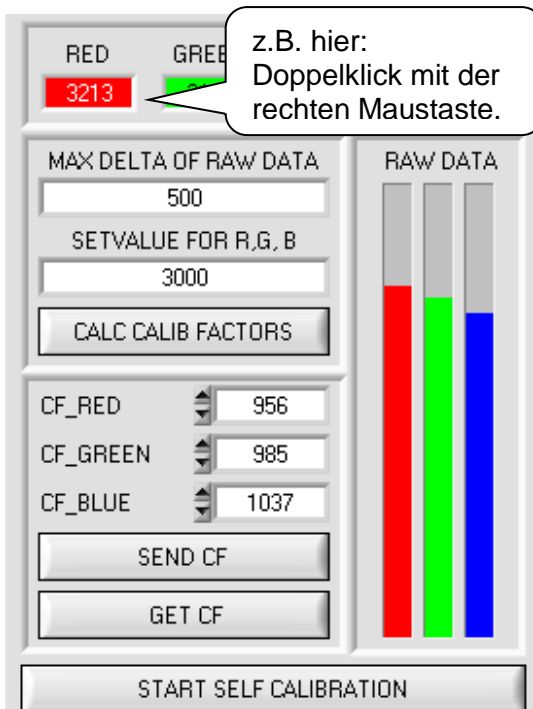 RED
z.B. hier:
Doppelklick mit der
rechten Maustaste.
3213
MAX DELTA OF RAW DATA
500
SETVALUE FOR R,G, B
3000
CALC CALIB FACTORS
RAW DATA
CF_RED 956
CF_GREEN 985
CF_BLUE 1037
SEND CF
GET CF
START SELF CALIBRATION